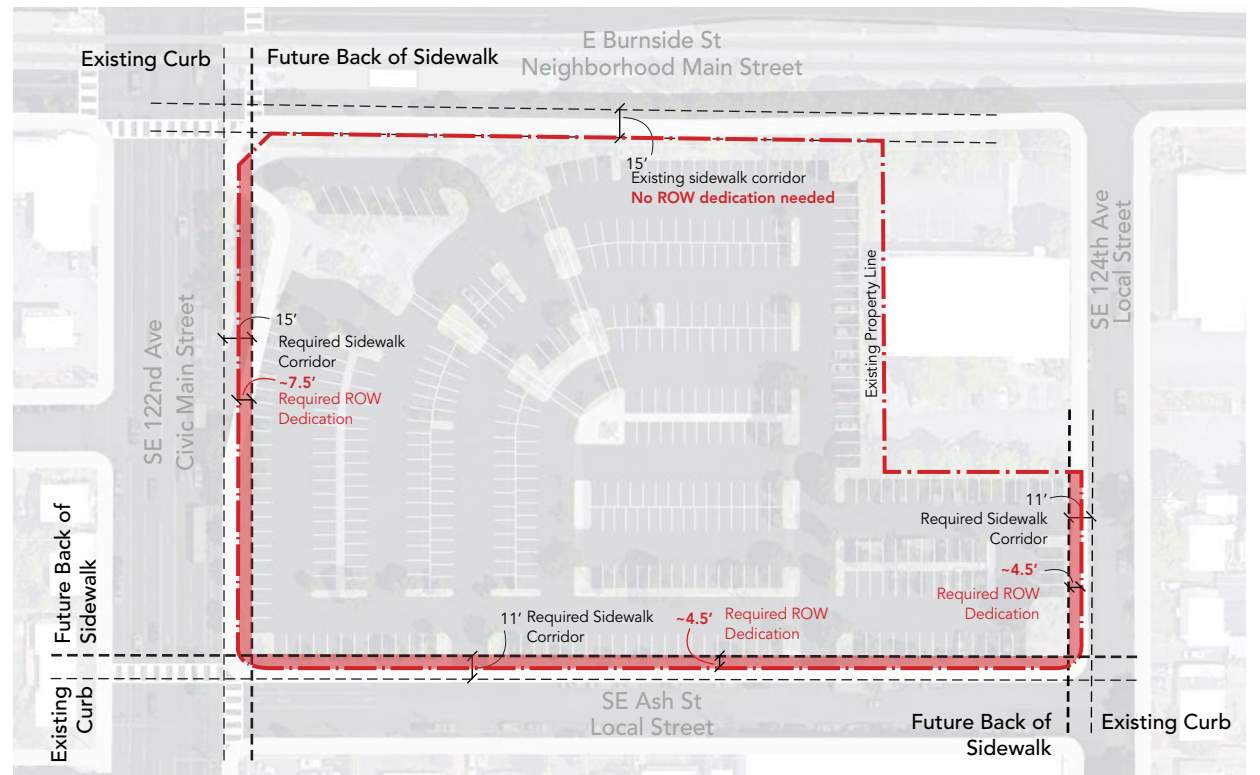 E Burnside St
Neighborhood Main Street
Existing Curb
Future Back of Sidewalk
15’
Existing sidewalk corridor
No ROW dedication needed
Existing Property Line
SE 124th Ave
Local Street
SE 122nd Ave
Civic Main Street
15’
Required Sidewalk
Corridor
~7.5’
Required ROW
Dedication
11’
Required Sidewalk
Corridor
~4.5’
Required ROW
Dedication
Future Back of
Sidewalk
11’ Required Sidewalk
Corridor
~4.5’ Required ROW
Dedication
Existing
Curb
SE Ash St
Local Street
Future Back of
Sidewalk
Existing Curb